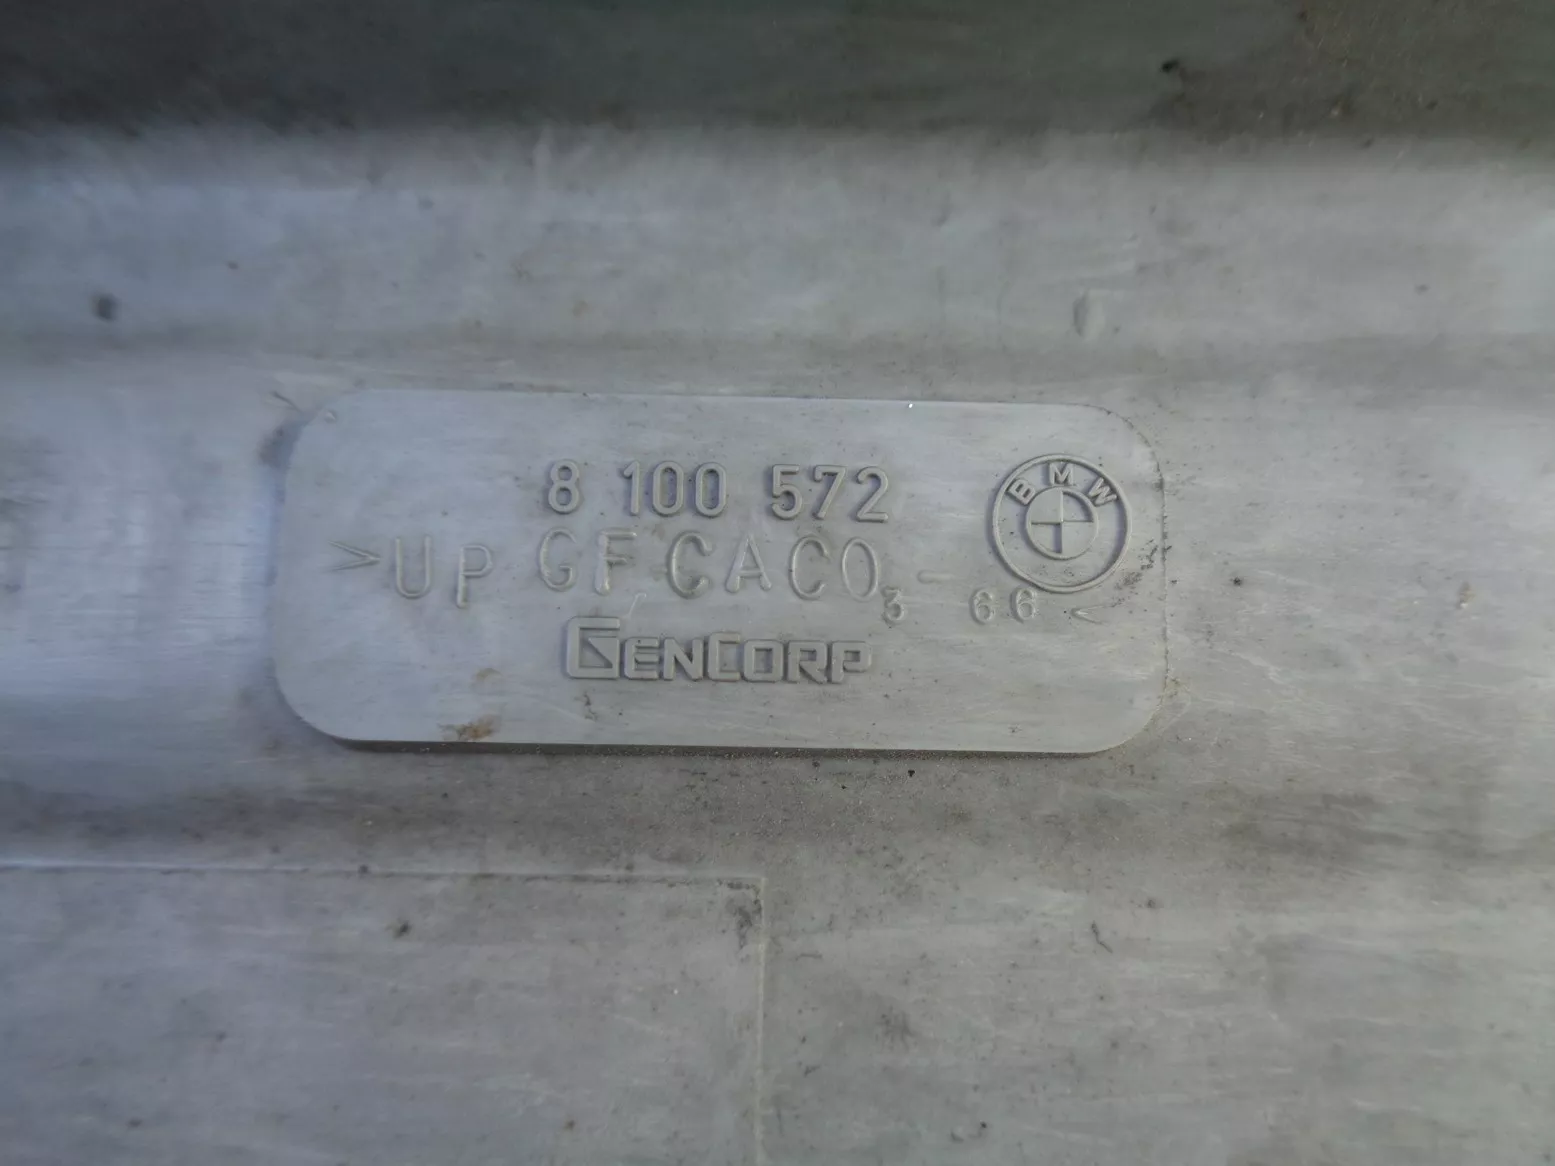 8 100 572
BMW
>UP GF CACO3-66<
GENCORP